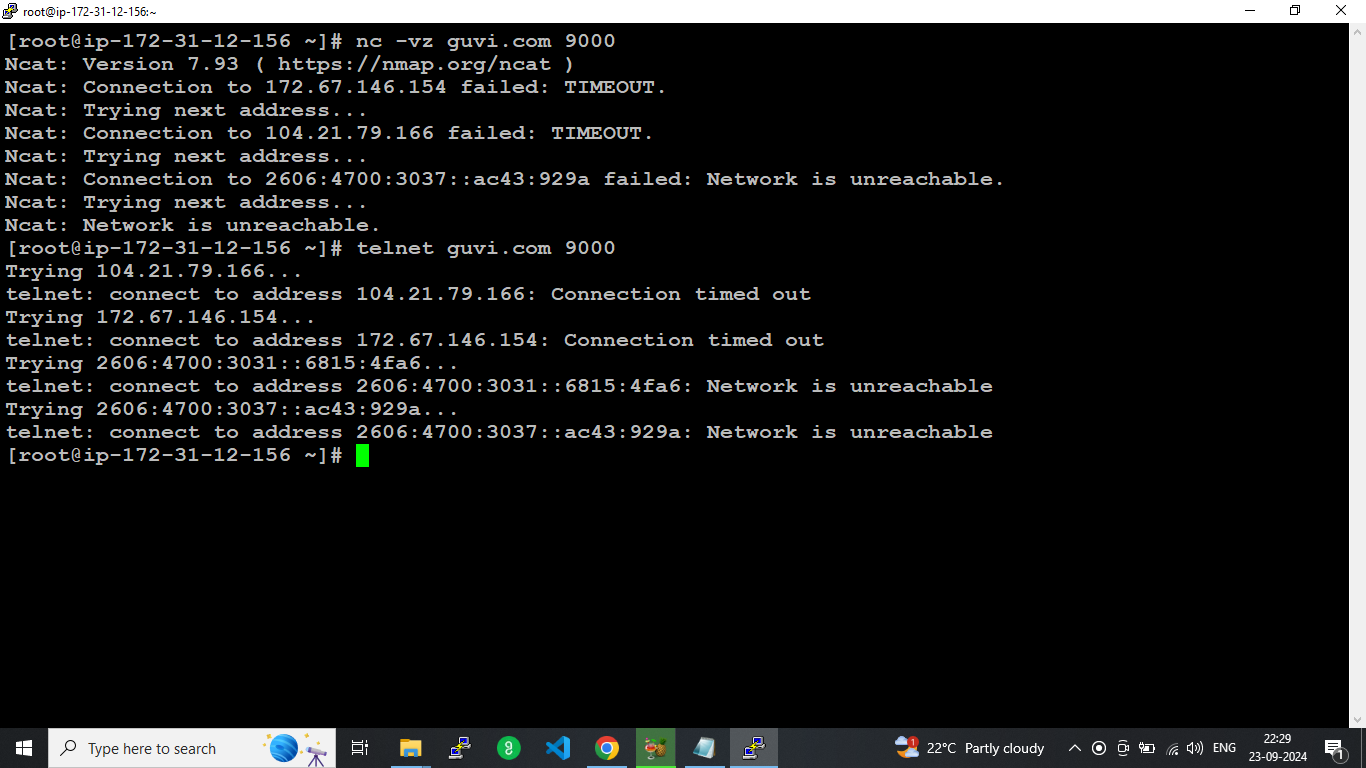 root@ip-172-31-12-156:~
[root@ip-172-31-12-156 ~]# nc -vz guvi.com 9000
Ncat: Version 7.93 ( https://nmap.org/ncat )
Ncat: Connection to 172.67.146.154 failed: TIMEOUT.
Ncat: Trying next address...
Ncat: Connection to 104.21.79.166 failed: TIMEOUT.
Ncat: Trying next address...
Ncat: Connection to 2606:4700:3037::ac43:929a failed: Network is unreachable.
Ncat: Trying next address...
Ncat: Network is unreachable.
[root@ip-172-31-12-156 ~]# telnet guvi.com 9000
Trying 104.21.79.166...
telnet: connect to address 104.21.79.166: Connection timed out
Trying 172.67.146.154...
telnet: connect to address 172.67.146.154: Connection timed out
Trying 2606:4700:3031::6815:4fa6...
telnet: connect to address 2606:4700:3031::6815:4fa6: Network is unreachable
Trying 2606:4700:3037::ac43:929a...
telnet: connect to address 2606:4700:3037::ac43:929a: Network is unreachable
[root@ip-172-31-12-156 ~]#
Type here to search
1
22°C Partly cloudy
ENG
22:29
23-09-2024
1